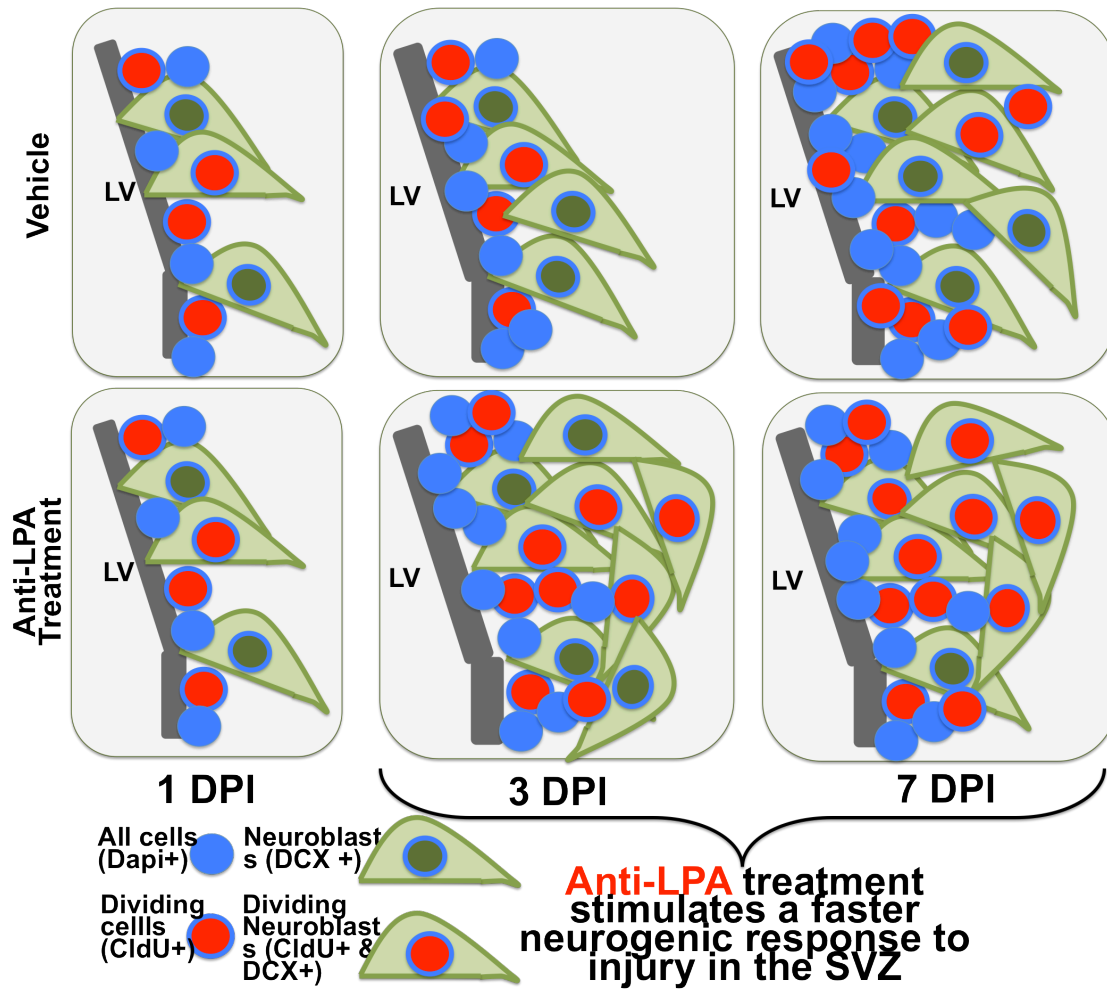 Vehicle
LV
LV
LV
Anti-LPA
Treatment
LV
LV
LV
1 DPI
3 DPI
7 DPI
All cells
(Dapi+)
Neuroblast
s (DCX +)
Dividing
cellls
(CldU+)
Dividing
Neuroblast
s (CldU+ &
DCX+)
Anti-LPA treatment
stimulates a faster
neurogenic response to
injury in the SVZ